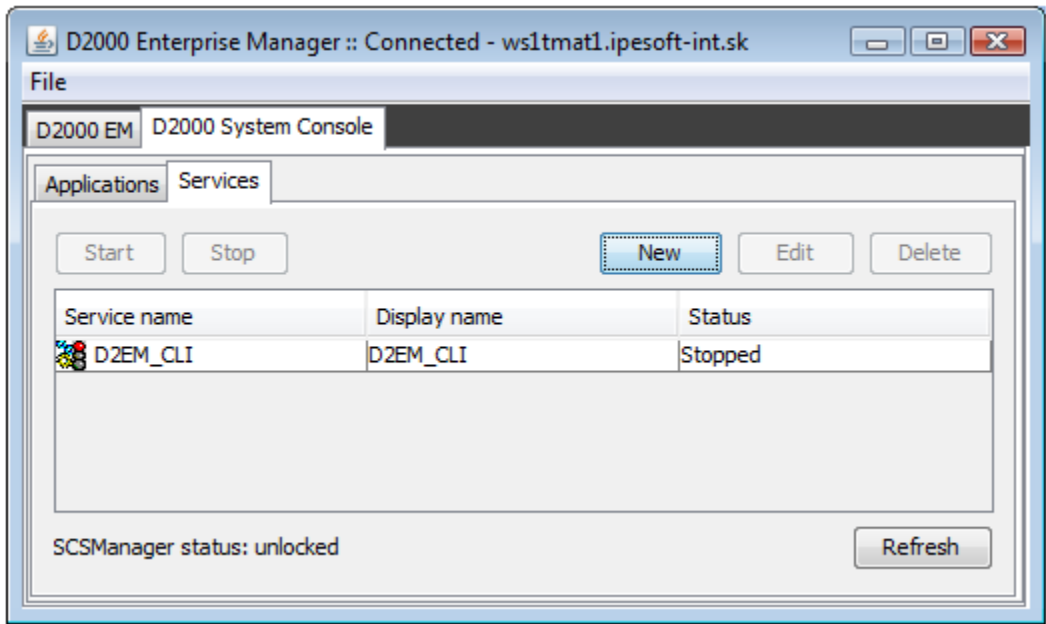 D2000 Enterprise Manager :: Connected - ws1tmat1.ipesoft-int.sk
File
D2000 EM D2000 System Console
Applications Services
Start Stop New Edit Delete
Service name Display name Status
D2EM_CLI D2EM_CLI Stopped
SCSManager status: unlocked Refresh